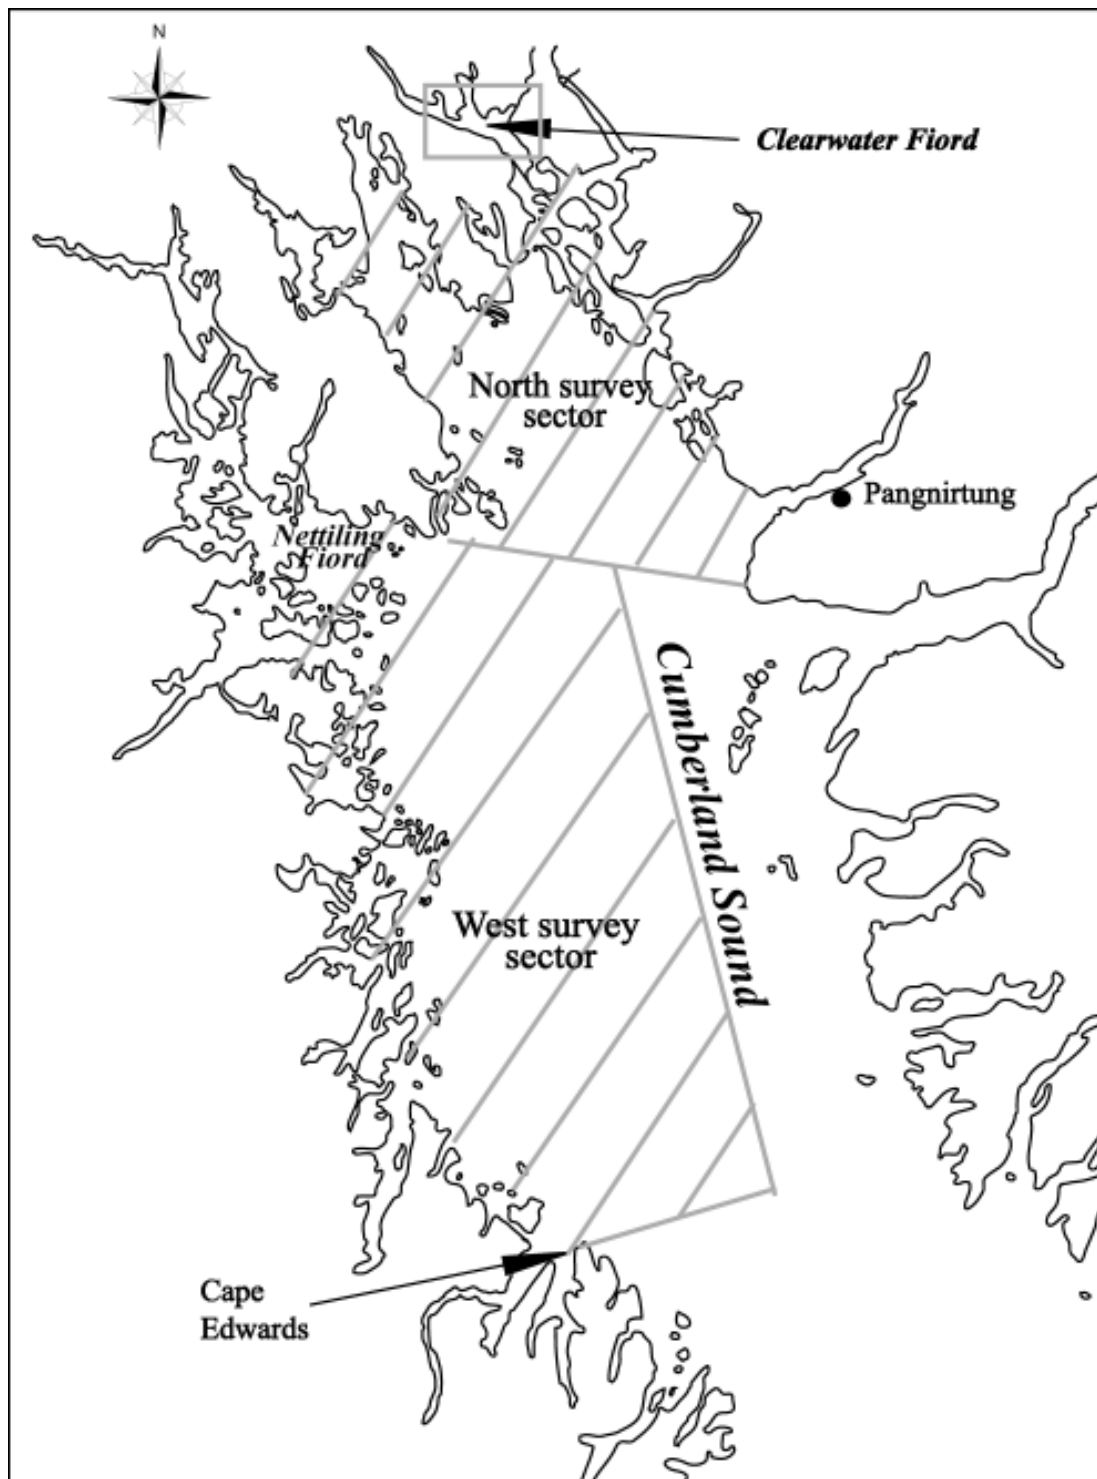 N
Clearwater Fiord
North survey
sector
Pangnirtung
Nettiling
Fiord
Cumberland Sound
West survey
sector
Cape
Edwards